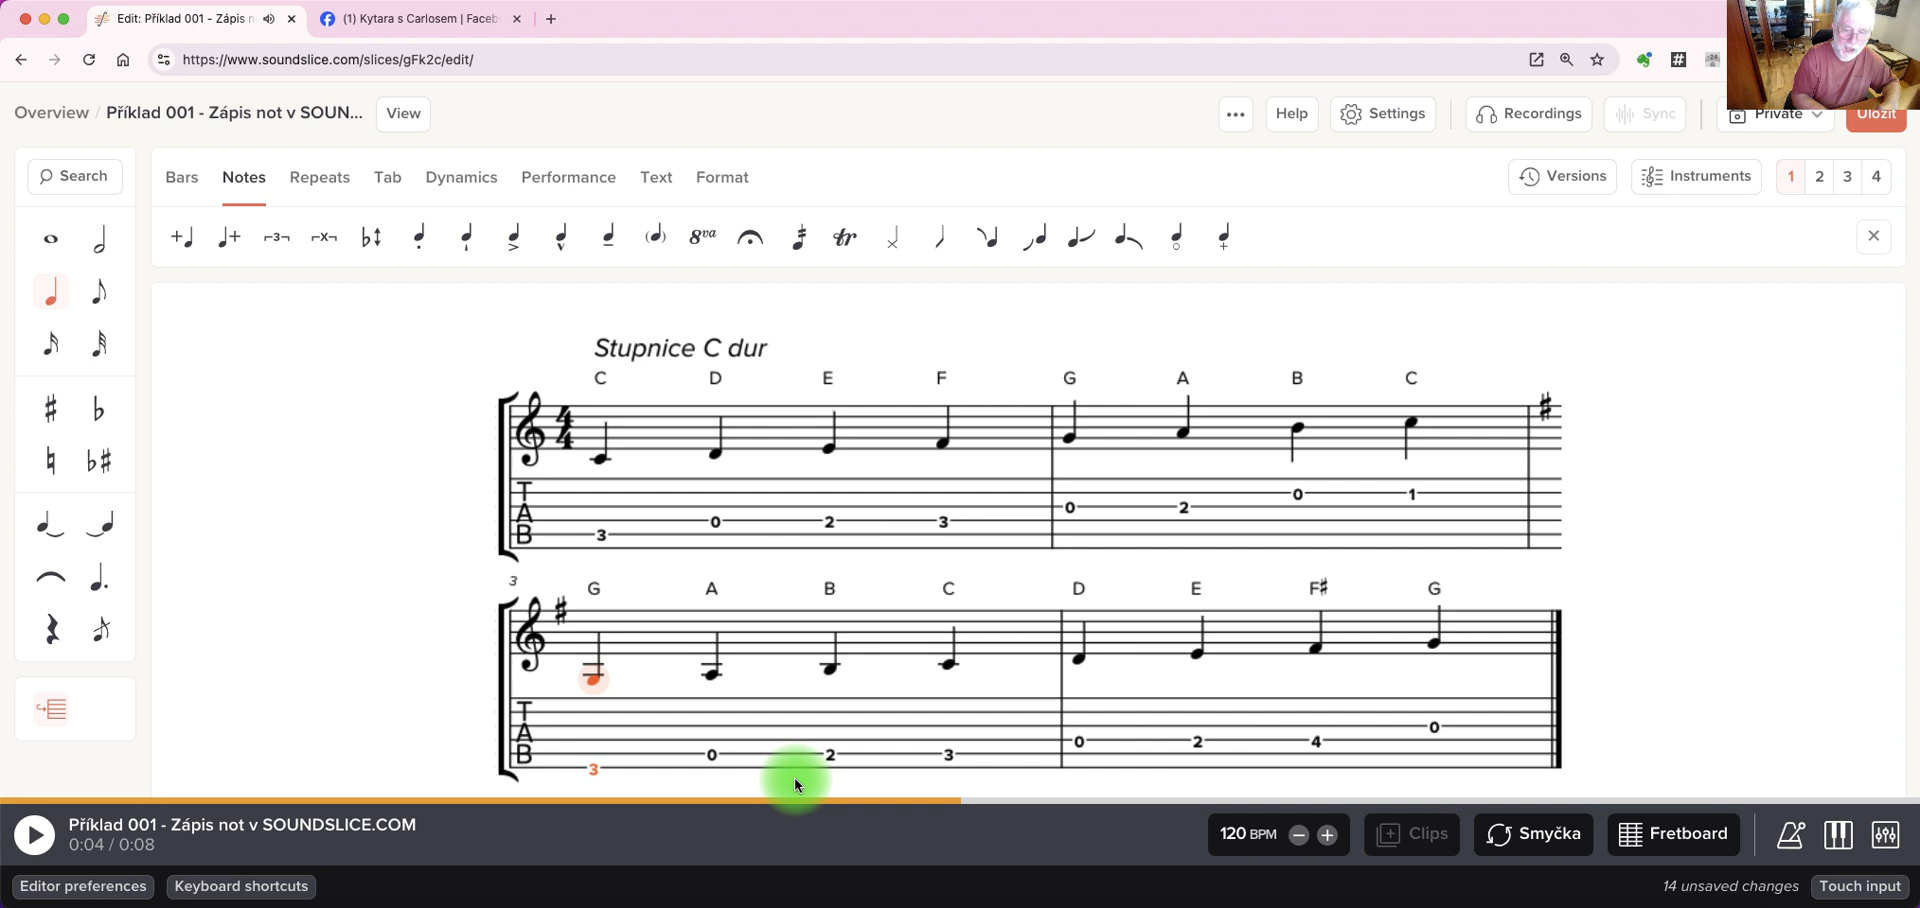 Edit: Příklad 001 - Zápis n
(1) Kytara s Carlosem | Faceb
https://www.soundslice.com/slices/gFk2c/edit/
Overview / Příklad 001 - Zápis not v SOUN...
View
Help
Settings
Recordings
Sync
Private
Uložit
Search
Bars
Notes
Repeats
Tab
Dynamics
Performance
Text
Format
Versions
Instruments
1 2 3 4
8va
tr
Stupnice C dur
C D E F G A B C
4
4
T
A
B
3 0 2 3 0 2 0 1
3
G A B C D E F♯ G
T
A
B
3 0 2 3 0 2 4 0
Příklad 001 - Zápis not v SOUNDSLICE.COM
0:04 / 0:08
120 BPM
Clips
Smyčka
Fretboard
Editor preferences
Keyboard shortcuts
14 unsaved changes
Touch input